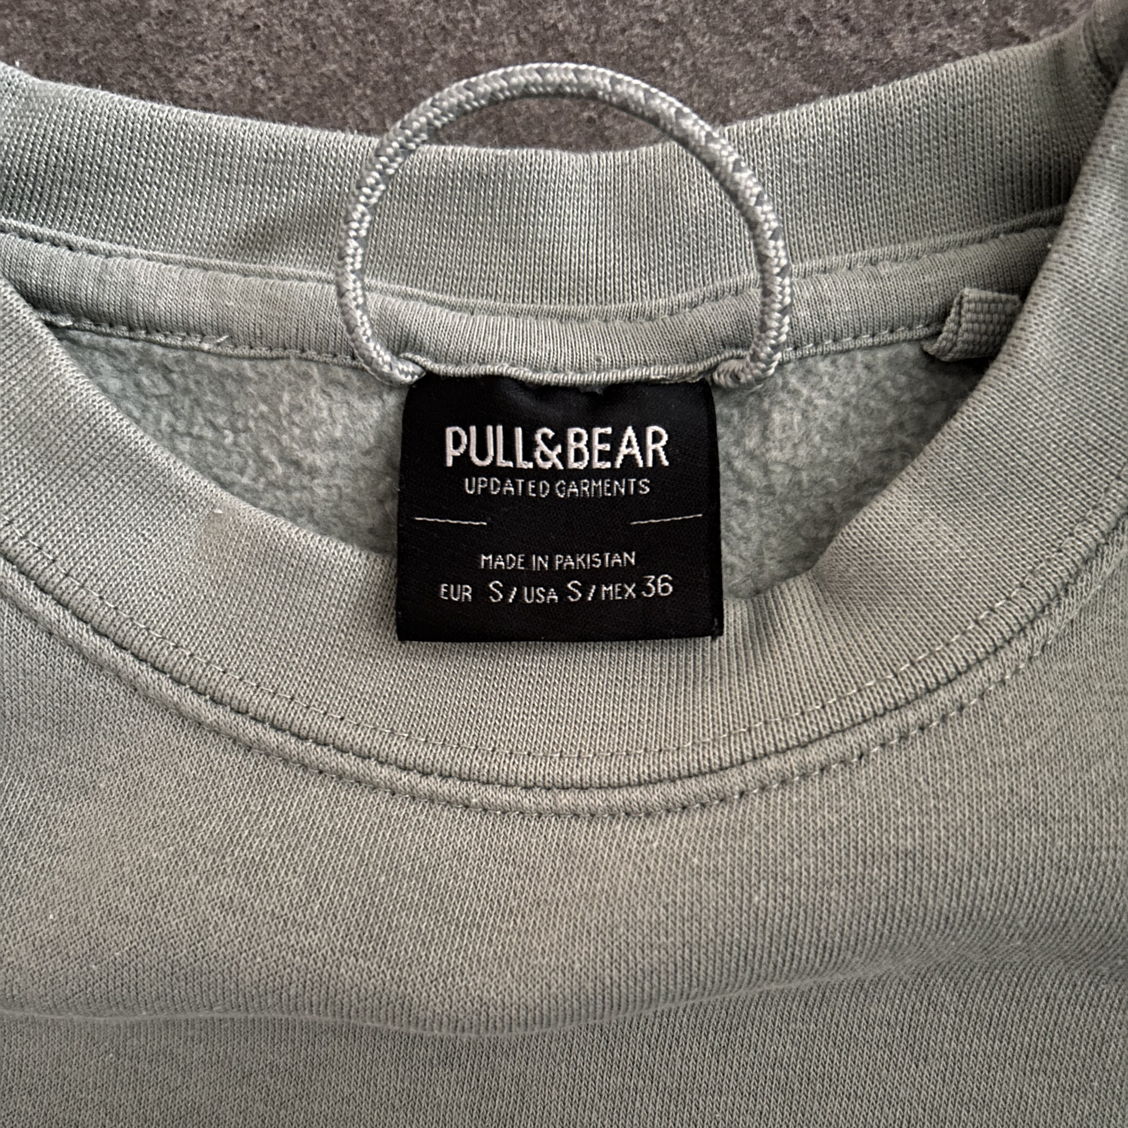 PULL&BEAR
UPDATED GARMENTS
MADE IN PAKISTAN
EUR S / USA S / MEX 36